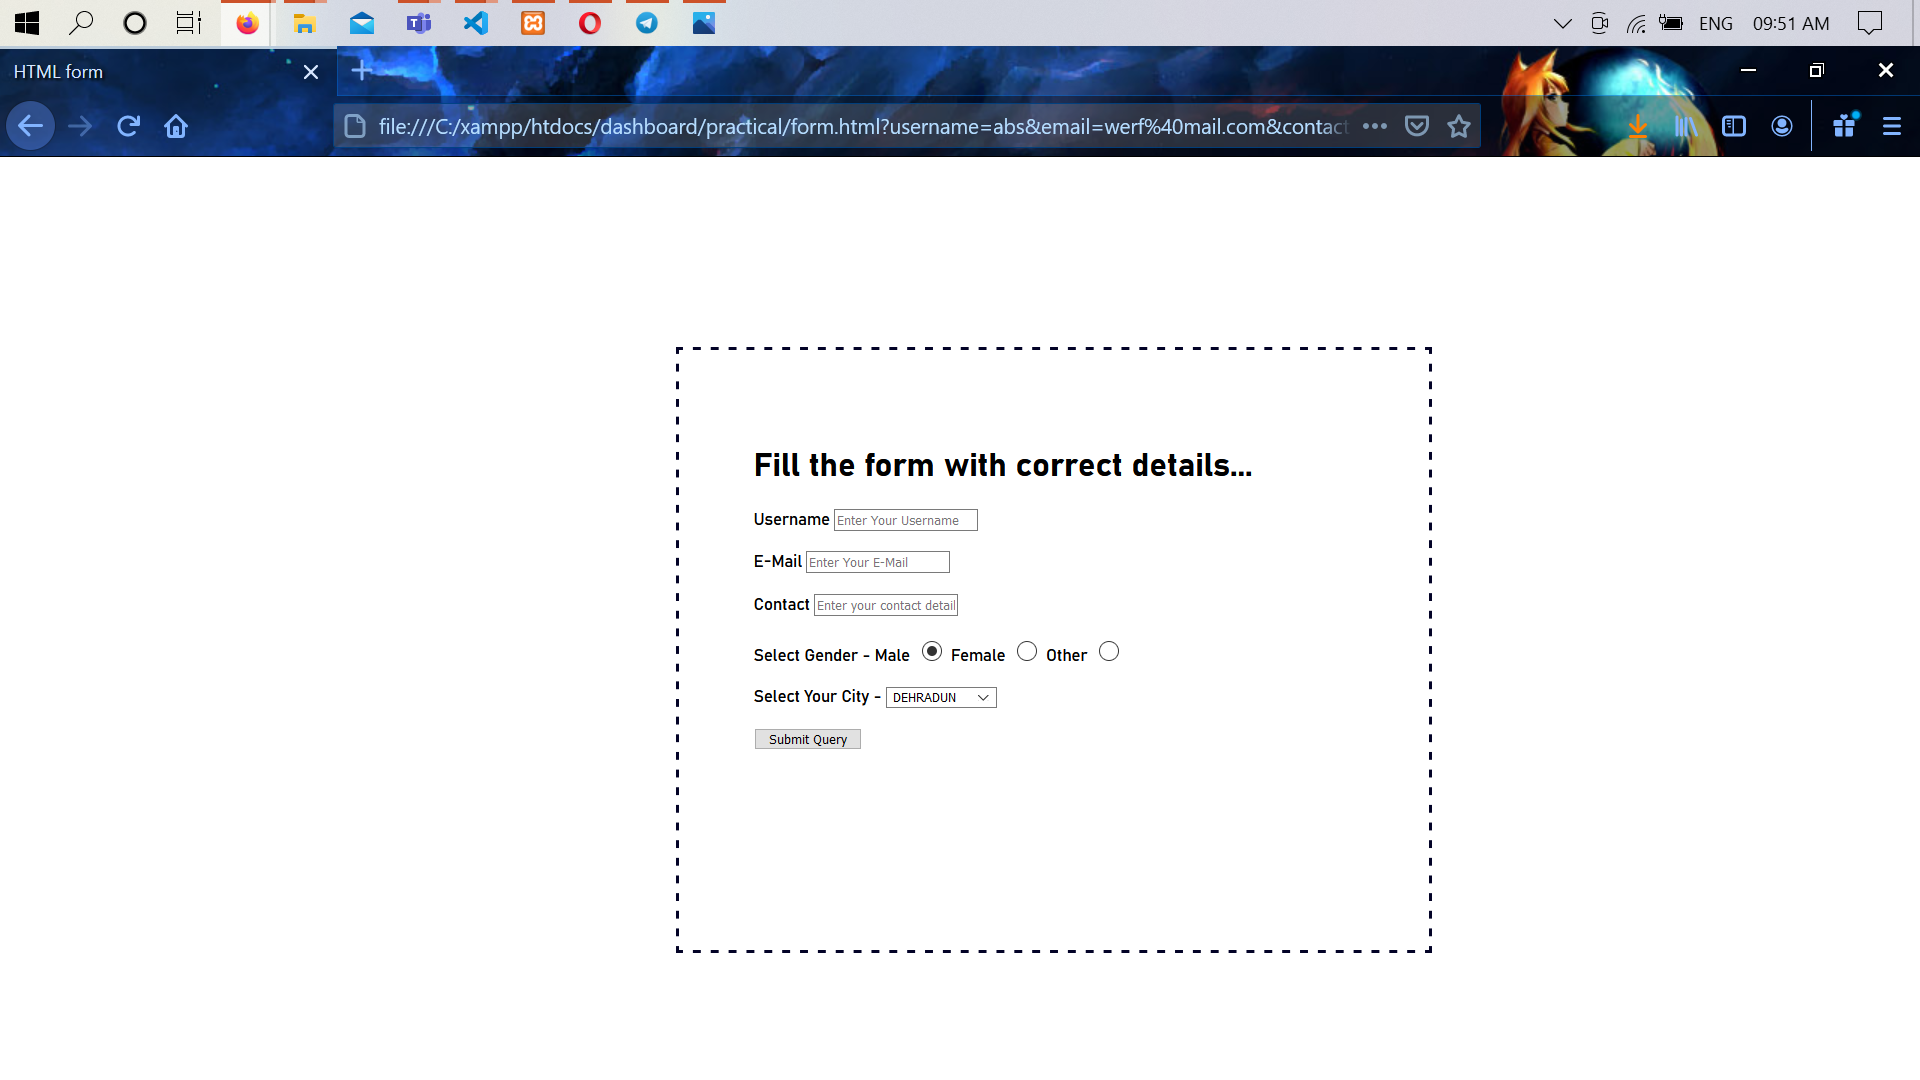 ENG 09:51 AM
HTML form
file:///C:/xampp/htdocs/dashboard/practical/form.html?username=abs&email=werf%40mail.com&contact
Fill the form with correct details...
Username Enter Your Username
E-Mail Enter Your E-Mail
Contact Enter your contact detail
Select Gender - Male Female Other
Select Your City - DEHRADUN
Submit Query